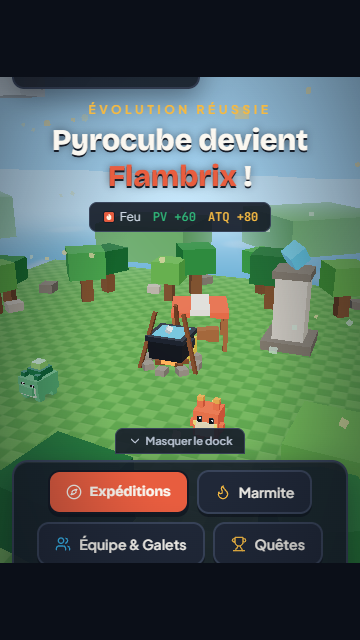 ÉVOLUTION RÉUSSIE
Pyrocube devient
Flambrix !
Feu PV +60 ATQ +80
Masquer le dock
Expéditions
Marmite
Équipe & Galets
Quêtes